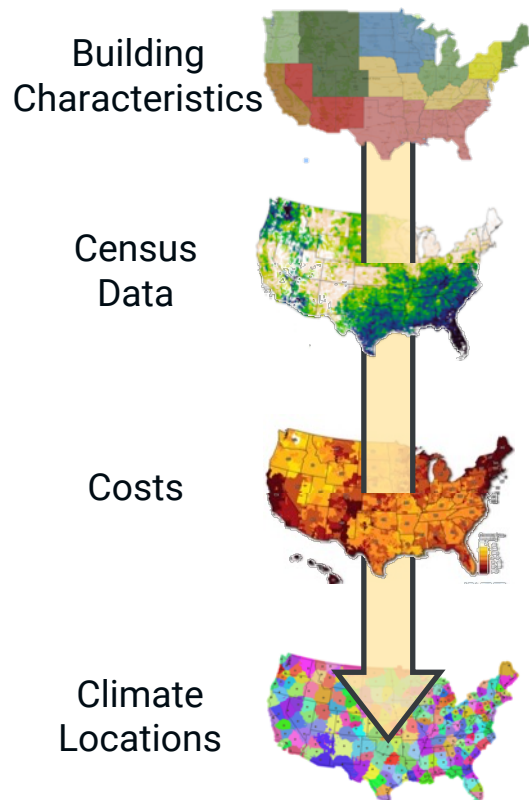 Building
Characteristics
Census
Data
Costs
Climate
Locations